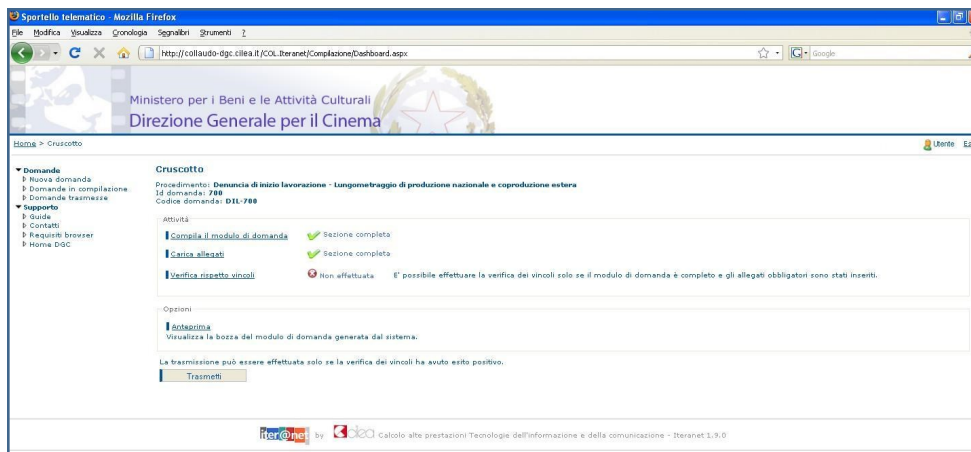 Sportello telematico - Mozilla Firefox
File Modifica Visualizza Cronologia Segnalibri Strumenti ?
http://collaudo-dgc.cilea.it/COL.Iteranet/Compilazione/Dashboard.aspx
Google
Ministero per i Beni e le Attività Culturali
Direzione Generale per il Cinema
Home > Cruscotto
Utente Es
Domande
Nuova domanda
Domande in compilazione
Domande trasmesse
Supporto
Guide
Contatti
Requisiti browser
Home DGC
Cruscotto
Procedimento: Denuncia di inizio lavorazione - Lungometraggio di produzione nazionale e coproduzione estera
Id domanda: 700
Codice domanda: DIL-700
Attività
Compila il modulo di domanda Sezione completa
Carica allegati Sezione completa
Verifica rispetto vincoli Non effettuata E' possibile effettuare la verifica dei vincoli solo se il modulo di domanda è completo e gli allegati obbligatori sono stati inseriti.
Opzioni
Anteprima
Visualizza la bozza del modulo di domanda generata dal sistema.
La trasmissione può essere effettuata solo se la verifica dei vincoli ha avuto esito positivo.
Trasmetti
iter@net by cilea Calcolo alte prestazioni Tecnologie dell'informazione e della comunicazione - Iteranet 1.9.0